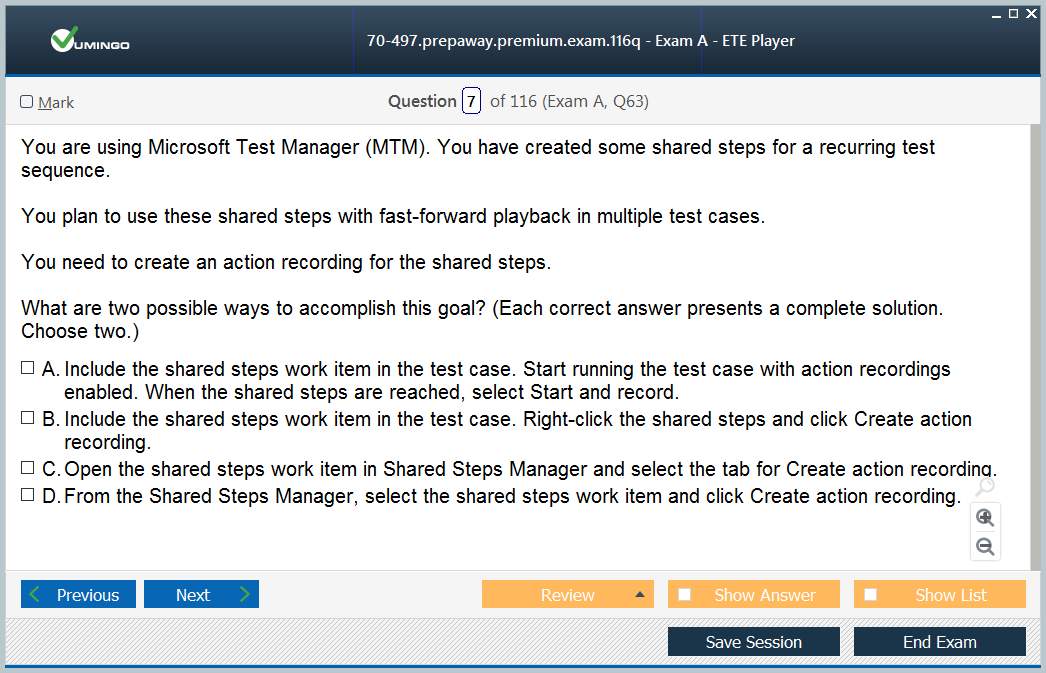 VUMINGO
70-497.prepaway.premium.exam.116q - Exam A - ETE Player
Mark
Question 7 of 116 (Exam A, Q63)
You are using Microsoft Test Manager (MTM). You have created some shared steps for a recurring test
sequence.
You plan to use these shared steps with fast-forward playback in multiple test cases.
You need to create an action recording for the shared steps.
What are two possible ways to accomplish this goal? (Each correct answer presents a complete solution.
Choose two.)
A. Include the shared steps work item in the test case. Start running the test case with action recordings
enabled. When the shared steps are reached, select Start and record.
B. Include the shared steps work item in the test case. Right-click the shared steps and click Create action
recording.
C. Open the shared steps work item in Shared Steps Manager and select the tab for Create action recording.
D. From the Shared Steps Manager, select the shared steps work item and click Create action recording.
Previous Next Review Show Answer Show List
Save Session End Exam